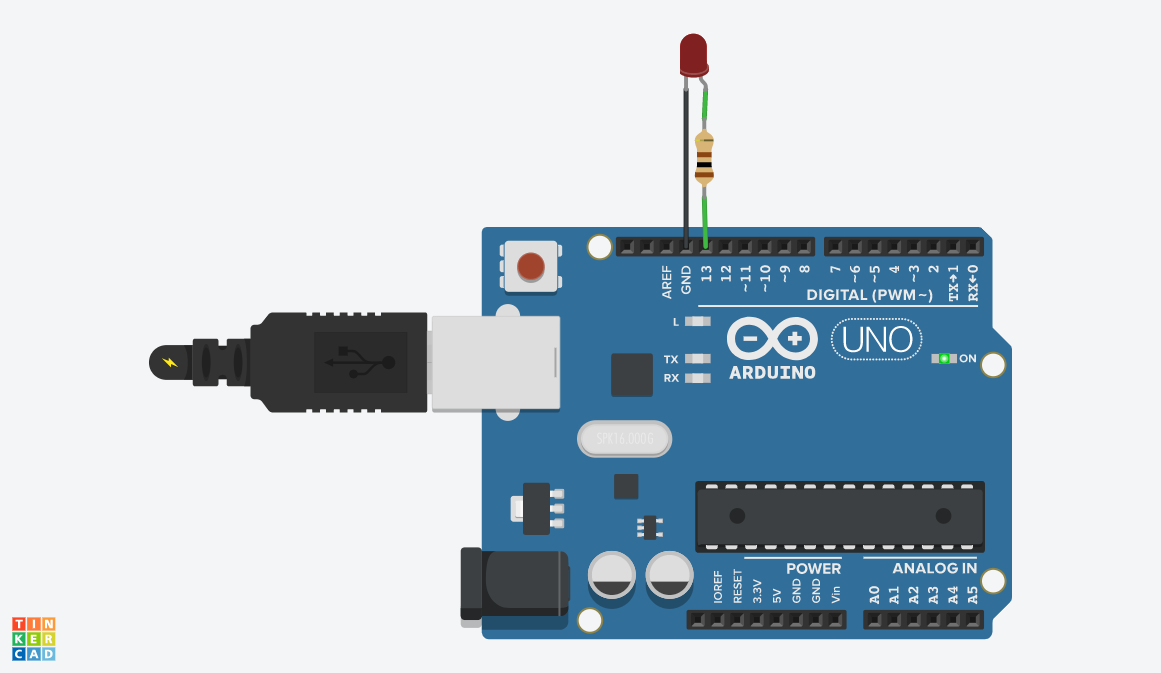 AREF
GND
13
12
~11
~10
~9
8
7
~6
~5
4
~3
2
TX→1
RX←0
DIGITAL (PWM~)
L
TX
RX
ARDUINO
UNO
ON
SPK16.000G
POWER
ANALOG IN
IOREF
RESET
3.3V
5V
GND
GND
Vin
A0
A1
A2
A3
A4
A5
TIN
KER
CAD